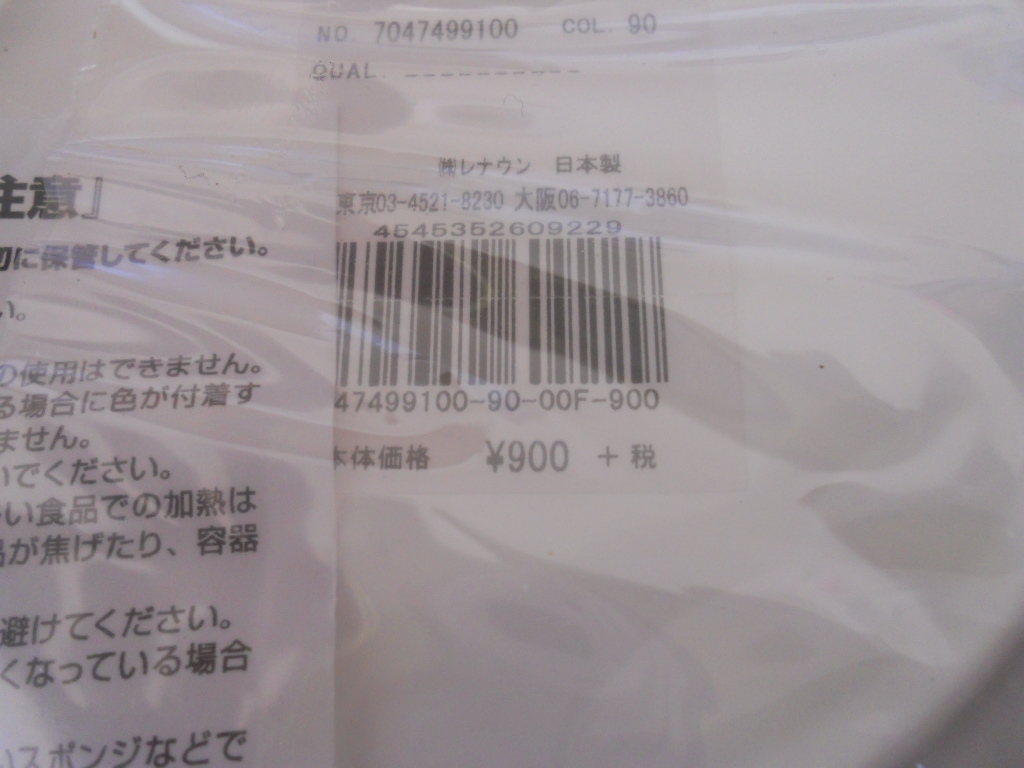 NO. 7047499100 COL. 90
QUAL. ----------
㈱レナウン 日本製
東京03-4521-8230 大阪06-7177-3860
4545352609229
47499100-90-00F-900
本体価格 ¥900 +税
注意』
切に保管してください。
い。
の使用はできません。
る場合に色が付着す
ません。
いでください。
い食品での加熱は
品が焦げたり、容器
避けてください。
くなっている場合
いスポンジなどで